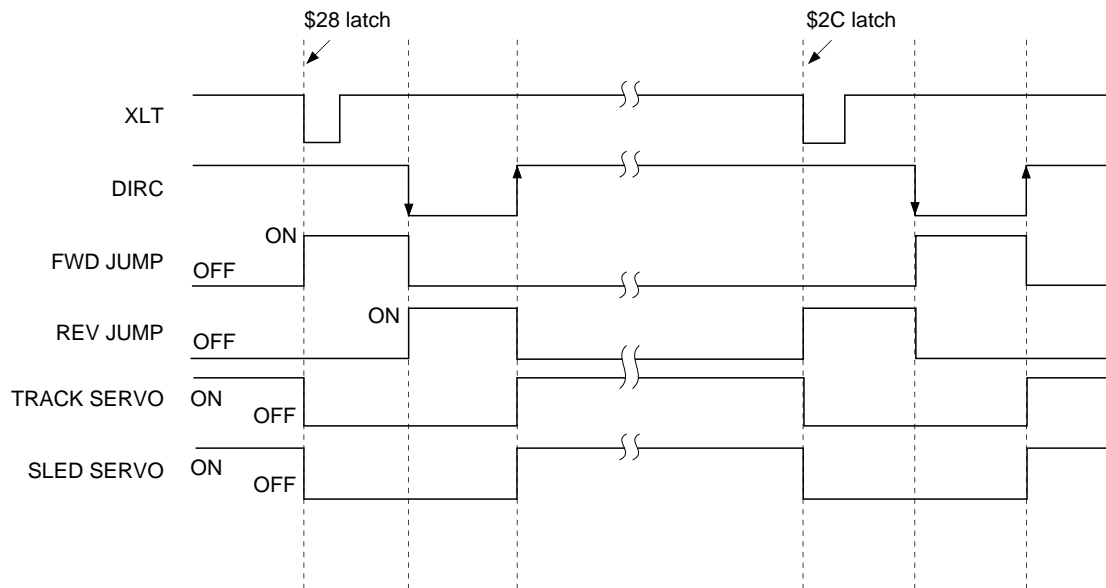 $28 latch
$2C latch
XLT
DIRC
ON
FWD JUMP
OFF
ON
REV JUMP
OFF
TRACK SERVO
ON
OFF
SLED SERVO
ON
OFF